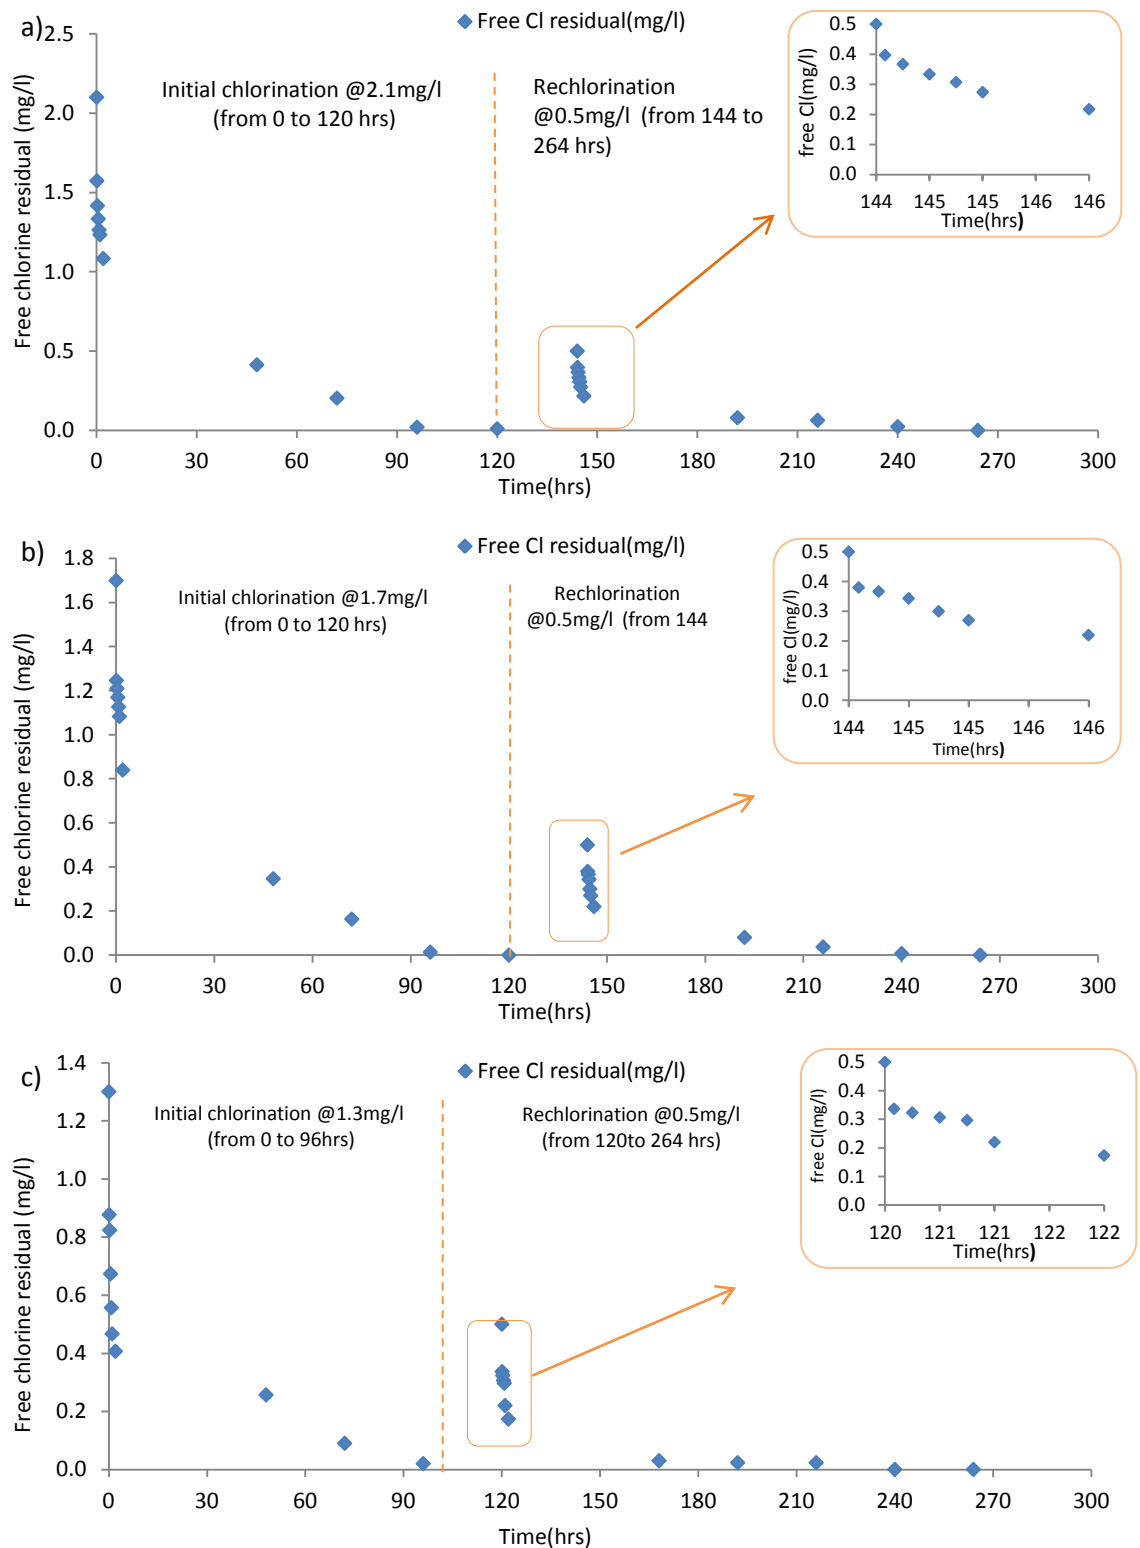 a)
Free Cl residual(mg/l)
2.5
2.0
1.5
1.0
0.5
0.0
Free chlorine residual (mg/l)
Initial chlorination @2.1mg/l
(from 0 to 120 hrs)
Rechlorination
@0.5mg/l (from 144 to
264 hrs)
0 30 60 90 120 150 180 210 240 270 300
Time(hrs)
0.5
0.4
0.3
0.2
0.1
0.0
free Cl(mg/l)
144 145 145 146 146
Time(hrs)
b)
Free Cl residual(mg/l)
1.8
1.6
1.4
1.2
1.0
0.8
0.6
0.4
0.2
0.0
Free chlorine residual (mg/l)
Initial chlorination @1.7mg/l
(from 0 to 120 hrs)
Rechlorination
@0.5mg/l (from 144
0 30 60 90 120 150 180 210 240 270 300
Time(hrs)
0.5
0.4
0.3
0.2
0.1
0.0
free Cl(mg/l)
144 145 145 146 146
Time(hrs)
c)
Free Cl residual(mg/l)
1.4
1.2
1.0
0.8
0.6
0.4
0.2
0.0
Free chlorine residual (mg/l)
Initial chlorination @1.3mg/l
(from 0 to 96hrs)
Rechlorination @0.5mg/l
(from 120to 264 hrs)
0 30 60 90 120 150 180 210 240 270 300
Time(hrs)
0.5
0.4
0.3
0.2
0.1
0.0
free Cl(mg/l)
120 121 121 122 122
Time(hrs)